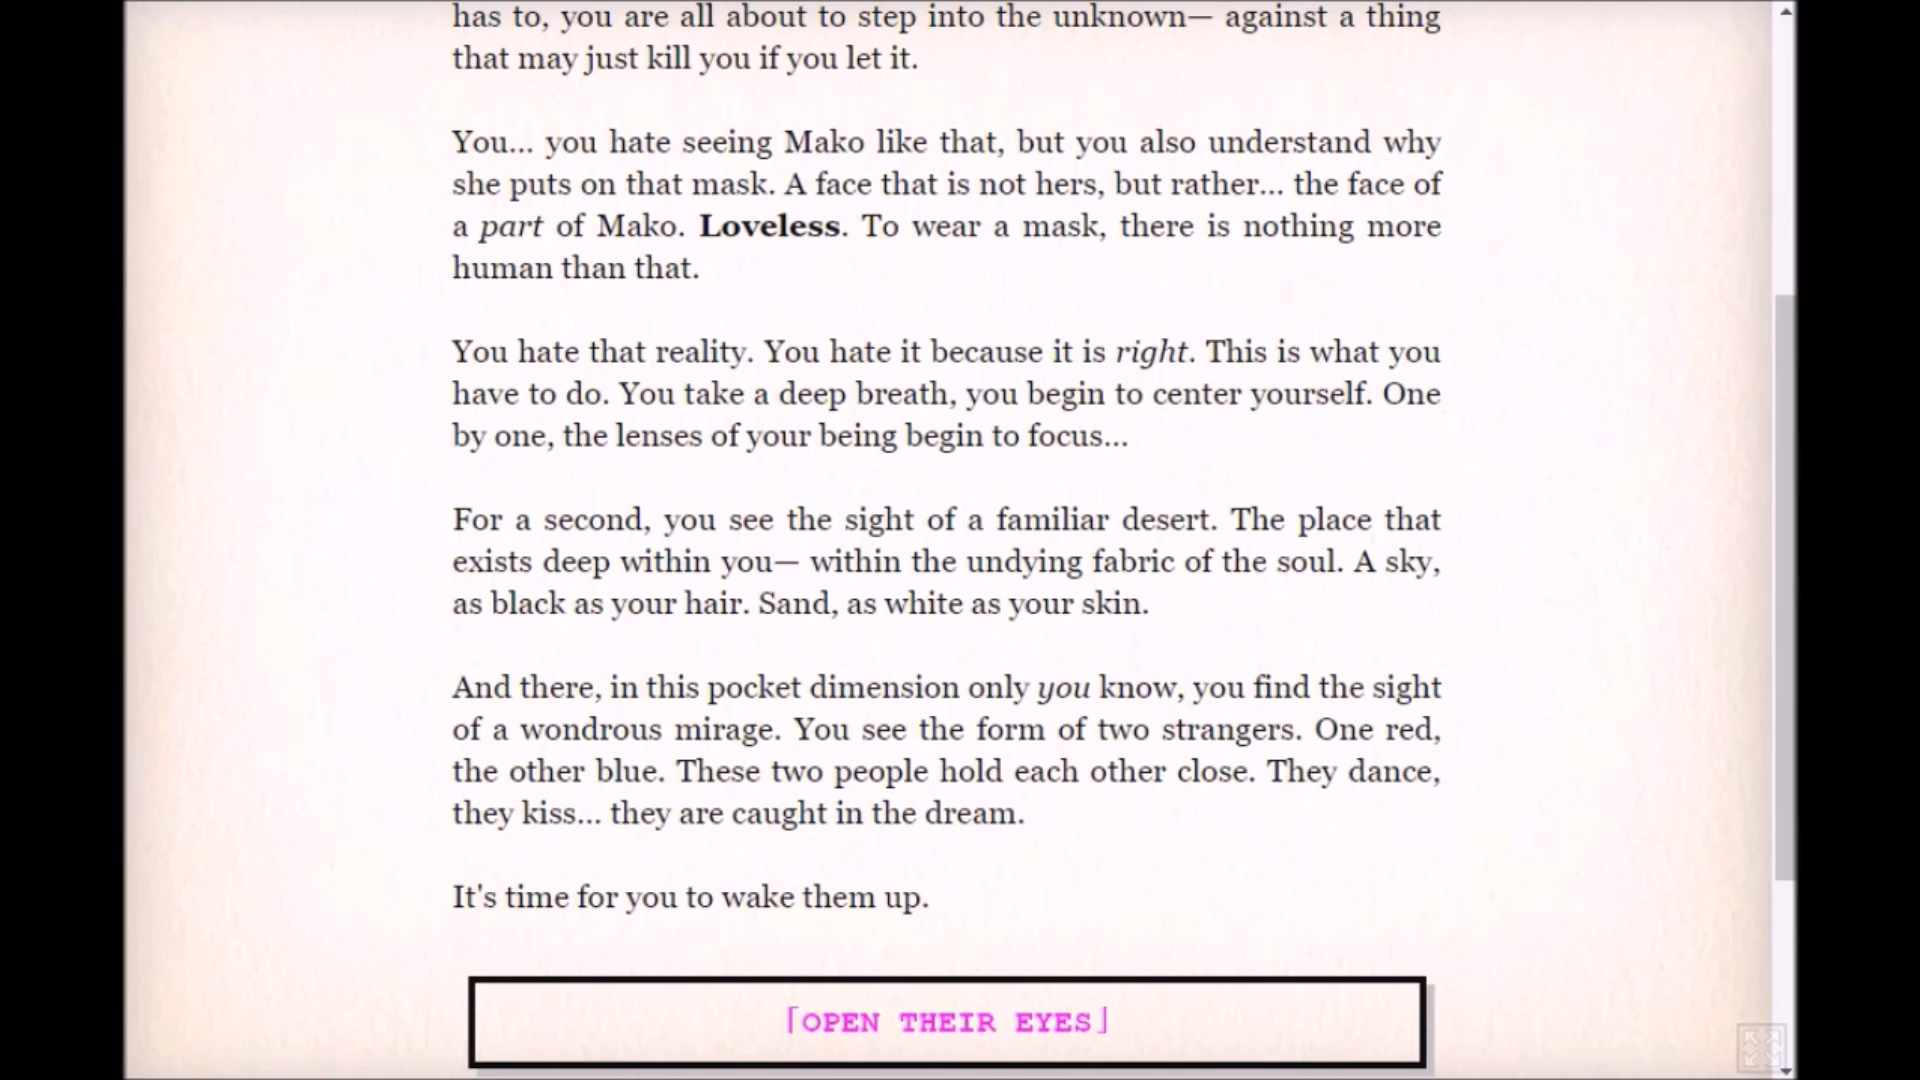 has to, you are all about to step into the unknown— against a thing
that may just kill you if you let it.
You... you hate seeing Mako like that, but you also understand why
she puts on that mask. A face that is not hers, but rather... the face of
a part of Mako. Loveless. To wear a mask, there is nothing more
human than that.
You hate that reality. You hate it because it is right. This is what you
have to do. You take a deep breath, you begin to center yourself. One
by one, the lenses of your being begin to focus...
For a second, you see the sight of a familiar desert. The place that
exists deep within you— within the undying fabric of the soul. A sky,
as black as your hair. Sand, as white as your skin.
And there, in this pocket dimension only you know, you find the sight
of a wondrous mirage. You see the form of two strangers. One red,
the other blue. These two people hold each other close. They dance,
they kiss... they are caught in the dream.
It's time for you to wake them up.
「OPEN THEIR EYES」